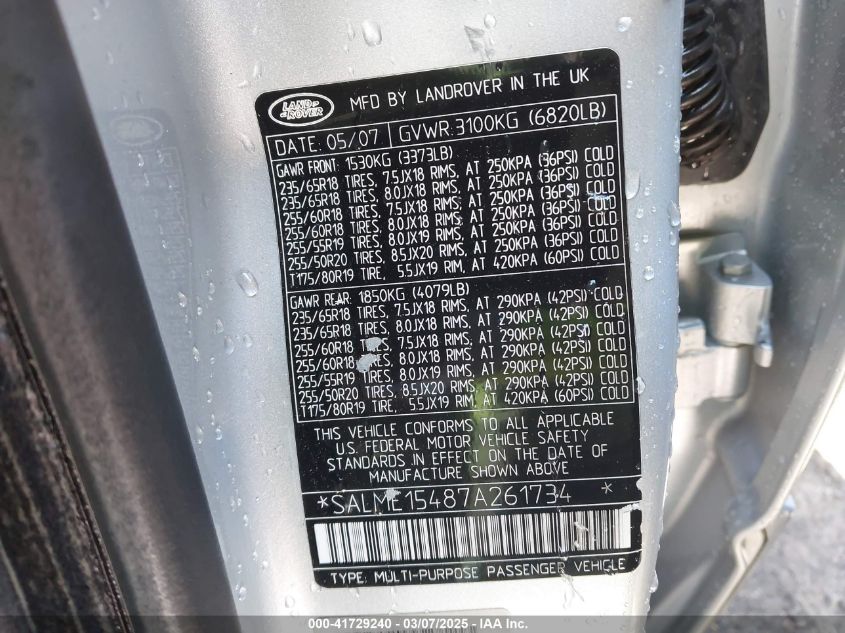 LAND ROVER
MFD BY LANDROVER IN THE UK
DATE: 05/07 GVWR:3100KG (6820LB)
GAWR FRONT: 1530KG (3373LB)
235/65R18 TIRES, 7.5JX18 RIMS, AT 250KPA (36PSI) COLD
235/65R18 TIRES, 8.0JX18 RIMS, AT 250KPA (36PSI) COLD
255/60R18 TIRES, 7.5JX18 RIMS, AT 250KPA (36PSI) COLD
255/60R18 TIRES, 8.0JX18 RIMS, AT 250KPA (36PSI) COLD
255/55R19 TIRES, 8.0JX19 RIMS, AT 250KPA (36PSI) COLD
255/50R20 TIRES, 8.5JX20 RIMS, AT 250KPA (36PSI) COLD
T175/80R19 TIRE, 5.5JX19 RIM, AT 420KPA (60PSI) COLD
GAWR REAR: 1850KG (4079LB)
235/65R18 TIRES, 7.5JX18 RIMS, AT 290KPA (42PSI) COLD
235/65R18 TIRES, 8.0JX18 RIMS, AT 290KPA (42PSI) COLD
255/60R18 TIRES, 7.5JX18 RIMS, AT 290KPA (42PSI) COLD
255/60R18 TIRES, 8.0JX18 RIMS, AT 290KPA (42PSI) COLD
255/55R19 TIRES, 8.0JX19 RIMS, AT 290KPA (42PSI) COLD
255/50R20 TIRES, 8.5JX20 RIMS, AT 290KPA (42PSI) COLD
T175/80R19 TIRE, 5.5JX19 RIM, AT 420KPA (60PSI) COLD
THIS VEHICLE CONFORMS TO ALL APPLICABLE
U.S. FEDERAL MOTOR VEHICLE SAFETY
STANDARDS IN EFFECT ON THE DATE OF
MANUFACTURE SHOWN ABOVE
*SALME15487A261734 *
TYPE: MULTI-PURPOSE PASSENGER VEHICLE
000-41729240 - 03/07/2025 - IAAI.com